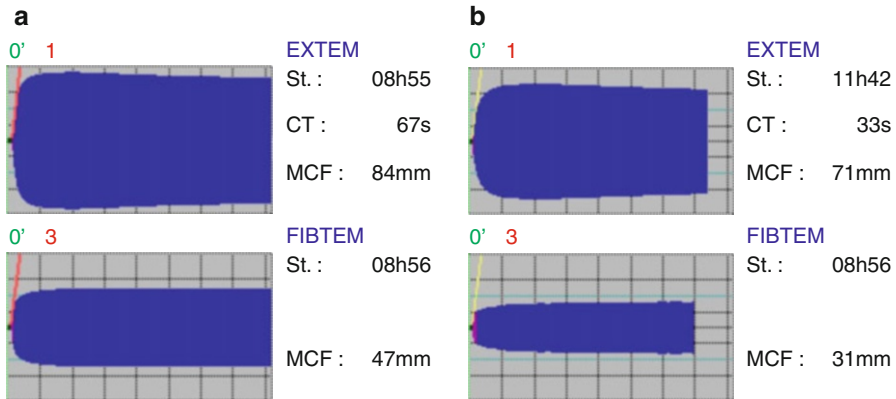 a
0' 1 EXTEM
St. : 08h55
CT : 67s
MCF : 84mm
0' 3 FIBTEM
St. : 08h56
MCF : 47mm
b
0' 1 EXTEM
St. : 11h42
CT : 33s
MCF : 71mm
0' 3 FIBTEM
St. : 08h56
MCF : 31mm